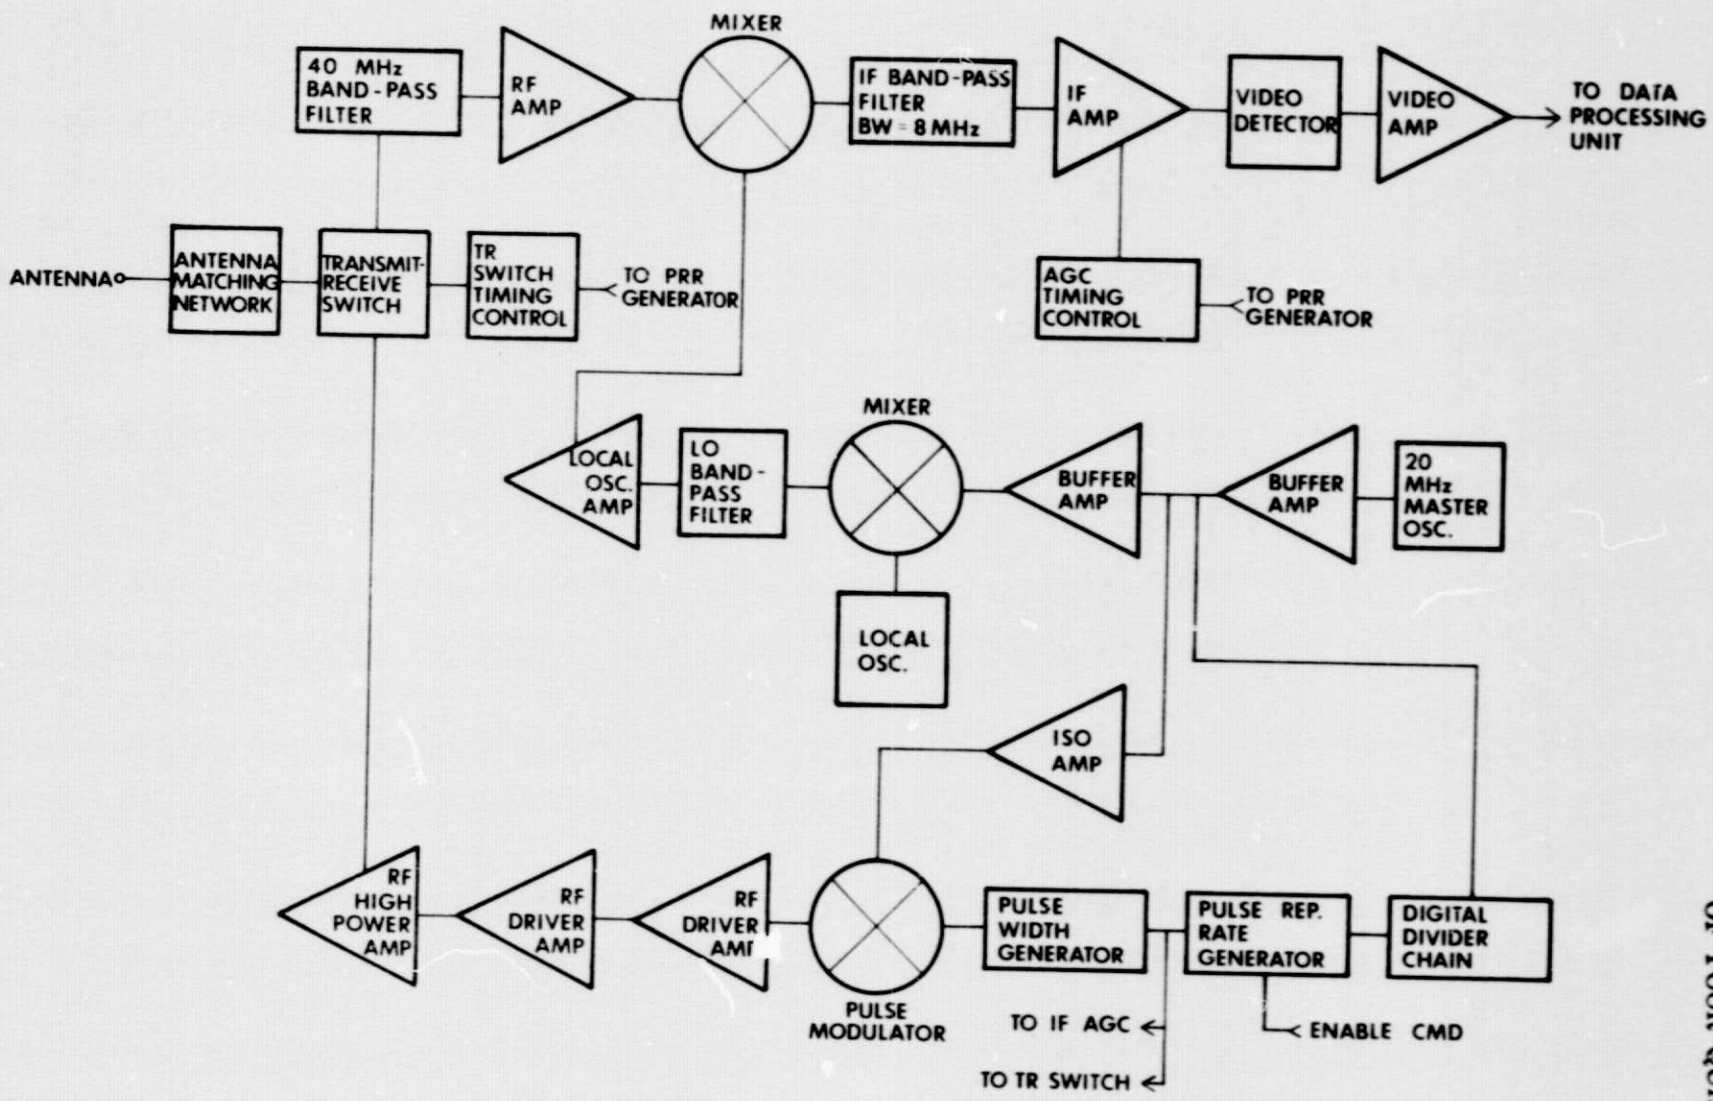 MIXER
40 MHz
BAND-PASS
FILTER
RF
AMP
IF BAND-PASS
FILTER
BW = 8 MHz
IF
AMP
VIDEO
DETECTOR
VIDEO
AMP
TO DATA
PROCESSING
UNIT
ANTENNA
ANTENNA
MATCHING
NETWORK
TRANSMIT-
RECEIVE
SWITCH
TR
SWITCH
TIMING
CONTROL
TO PRR
GENERATOR
AGC
TIMING
CONTROL
TO PRR
GENERATOR
LOCAL
OSC.
AMP
LO
BAND-
PASS
FILTER
MIXER
BUFFER
AMP
BUFFER
AMP
20
MHz
MASTER
OSC.
LOCAL
OSC.
ISO
AMP
RF
HIGH
POWER
AMP
RF
DRIVER
AMP
RF
DRIVER
AMP
PULSE
MODULATOR
PULSE
WIDTH
GENERATOR
PULSE REP.
RATE
GENERATOR
DIGITAL
DIVIDER
CHAIN
TO IF AGC
ENABLE CMD
TO TR SWITCH